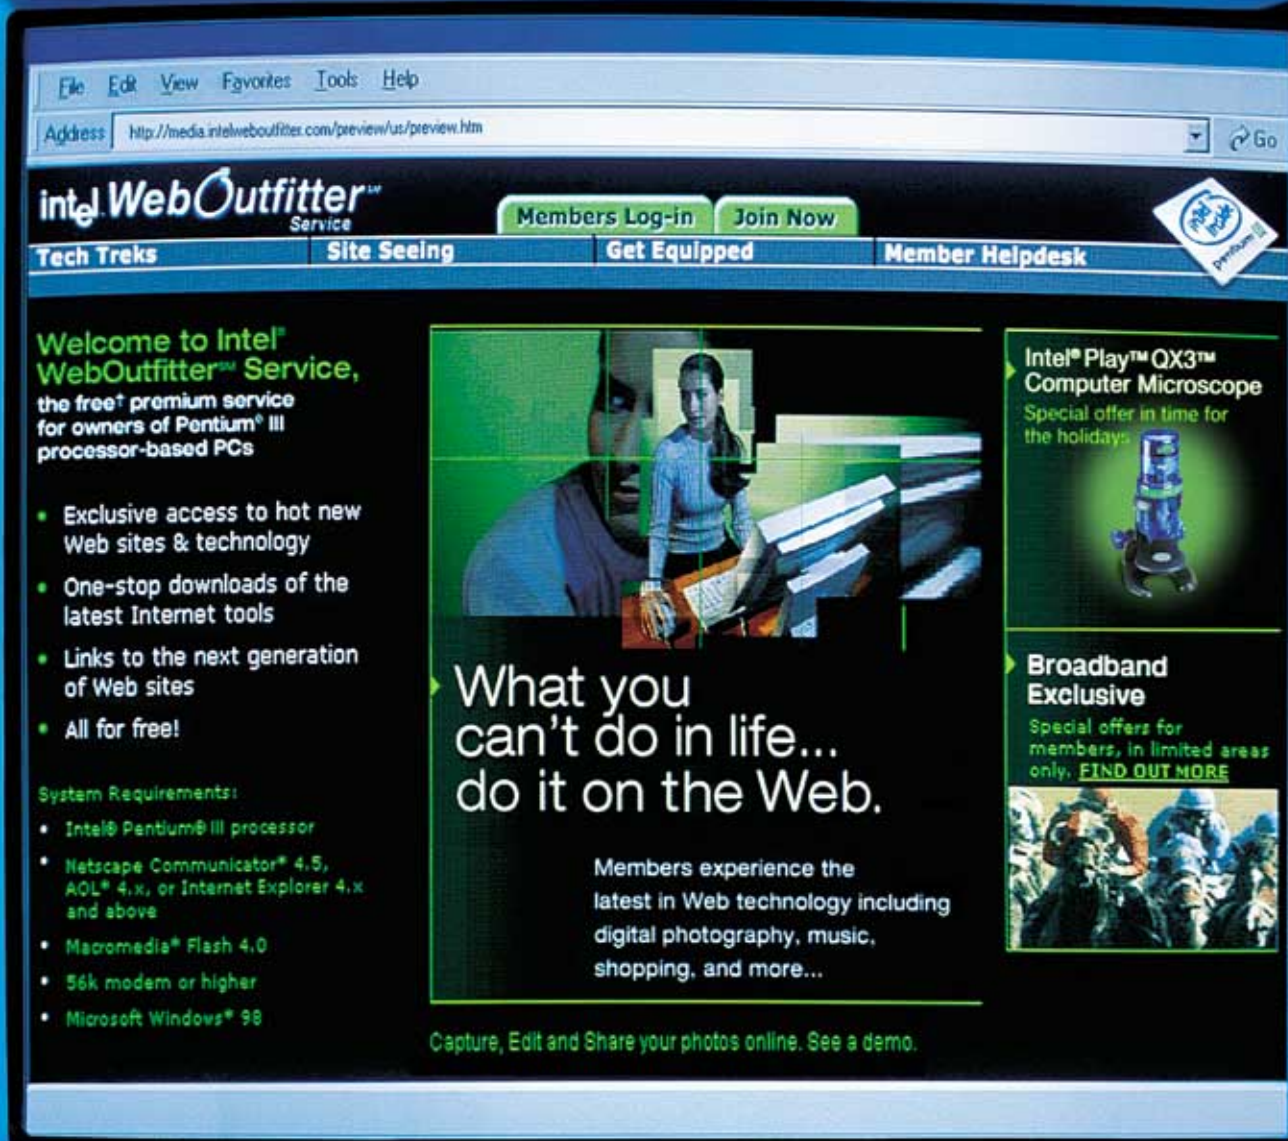 File Edit View Favorites Tools Help
Address http://media.intelweboutfitter.com/preview/us/preview.htm Go
intel WebOutfitter℠
Service
Members Log-in Join Now
intel inside
pentium III
Tech Treks Site Seeing Get Equipped Member Helpdesk
Welcome to Intel®
WebOutfitter℠ Service,
the free† premium service
for owners of Pentium® III
processor-based PCs
• Exclusive access to hot new
Web sites & technology
• One-stop downloads of the
latest Internet tools
• Links to the next generation
of Web sites
• All for free!
System Requirements:
• Intel® Pentium® III processor
• Netscape Communicator* 4.5,
AOL* 4.x, or Internet Explorer 4.x
and above
• Macromedia* Flash 4.0
• 56k modem or higher
• Microsoft Windows* 98
What you
can't do in life...
do it on the Web.
Members experience the
latest in Web technology including
digital photography, music,
shopping, and more...
Capture, Edit and Share your photos online. See a demo.
Intel® Play™ QX3™
Computer Microscope
Special offer in time for
the holidays
Broadband
Exclusive
Special offers for
members, in limited areas
only. FIND OUT MORE